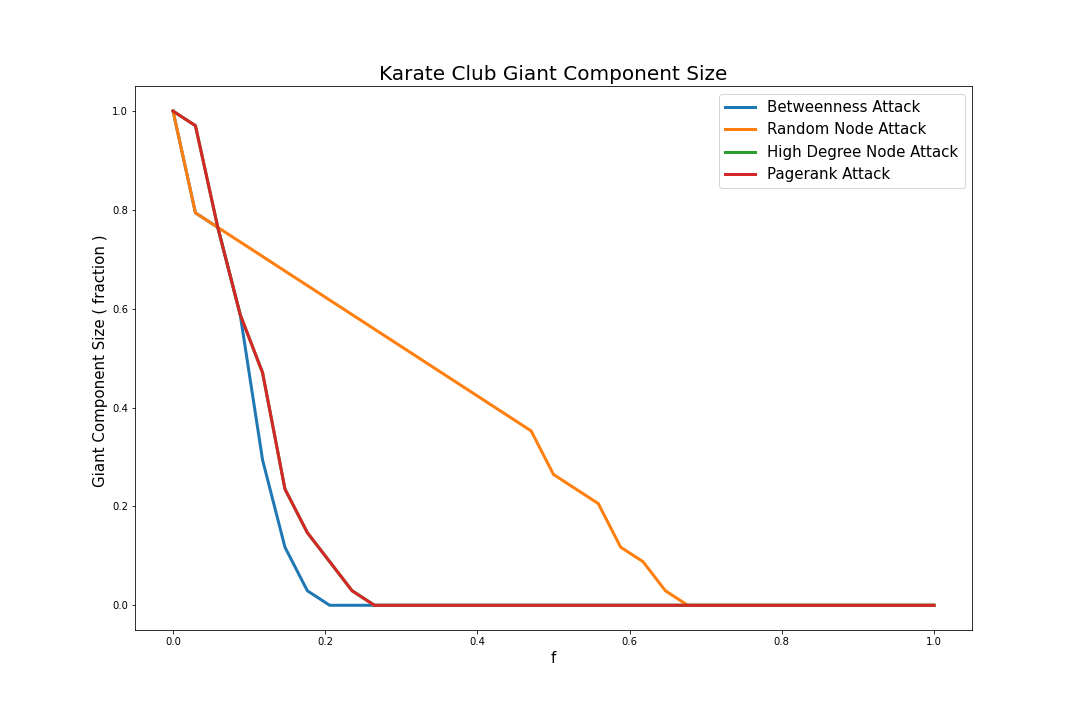 Karate Club Giant Component Size
Betweenness Attack
Random Node Attack
High Degree Node Attack
Pagerank Attack
Giant Component Size ( fraction )
1.0
0.8
0.6
0.4
0.2
0.0
0.0 0.2 0.4 0.6 0.8 1.0
f